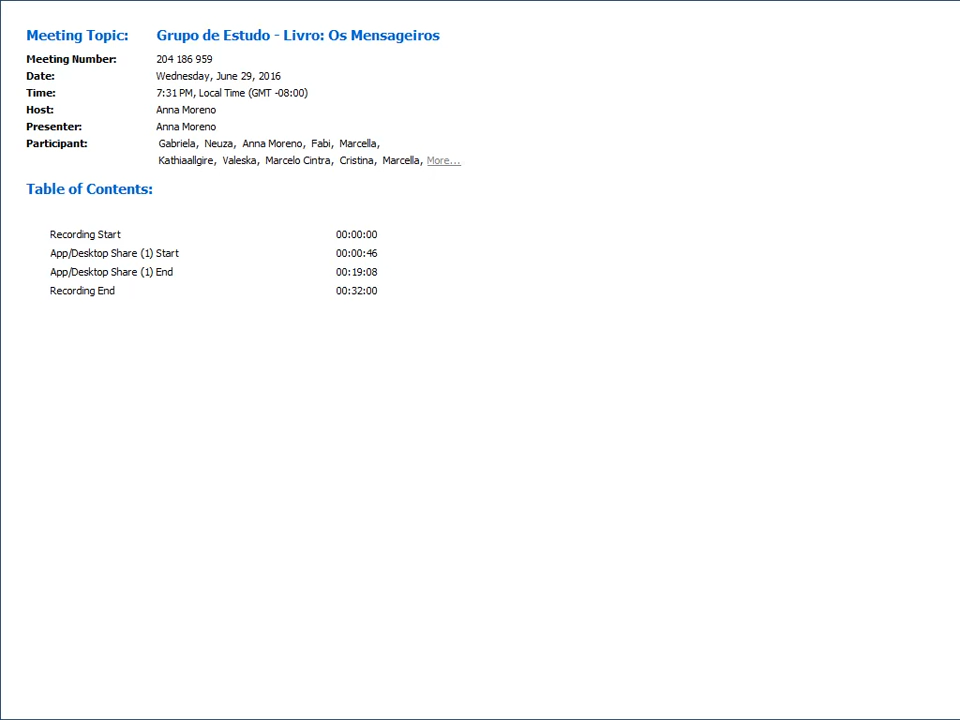 Meeting Topic: Grupo de Estudo - Livro: Os Mensageiros
Meeting Number: 204 186 959
Date: Wednesday, June 29, 2016
Time: 7:31 PM, Local Time (GMT -08:00)
Host: Anna Moreno
Presenter: Anna Moreno
Participant: Gabriela, Neuza, Anna Moreno, Fabi, Marcella,
Kathiaallgire, Valeska, Marcelo Cintra, Cristina, Marcella, More...
Table of Contents:
Recording Start 00:00:00
App/Desktop Share (1) Start 00:00:46
App/Desktop Share (1) End 00:19:08
Recording End 00:32:00